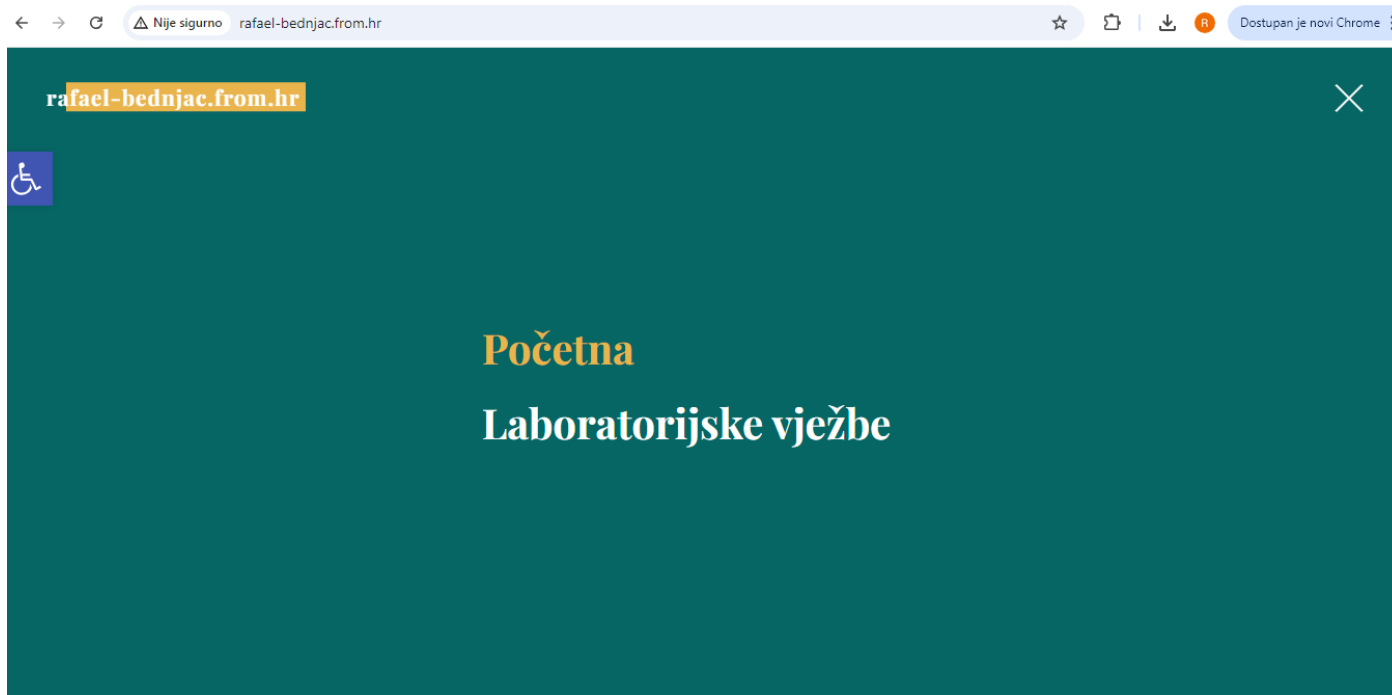 Nije sigurno rafael-bednjac.from.hr R Dostupan je novi Chrome
rafael-bednjac.from.hr
Početna
Laboratorijske vježbe